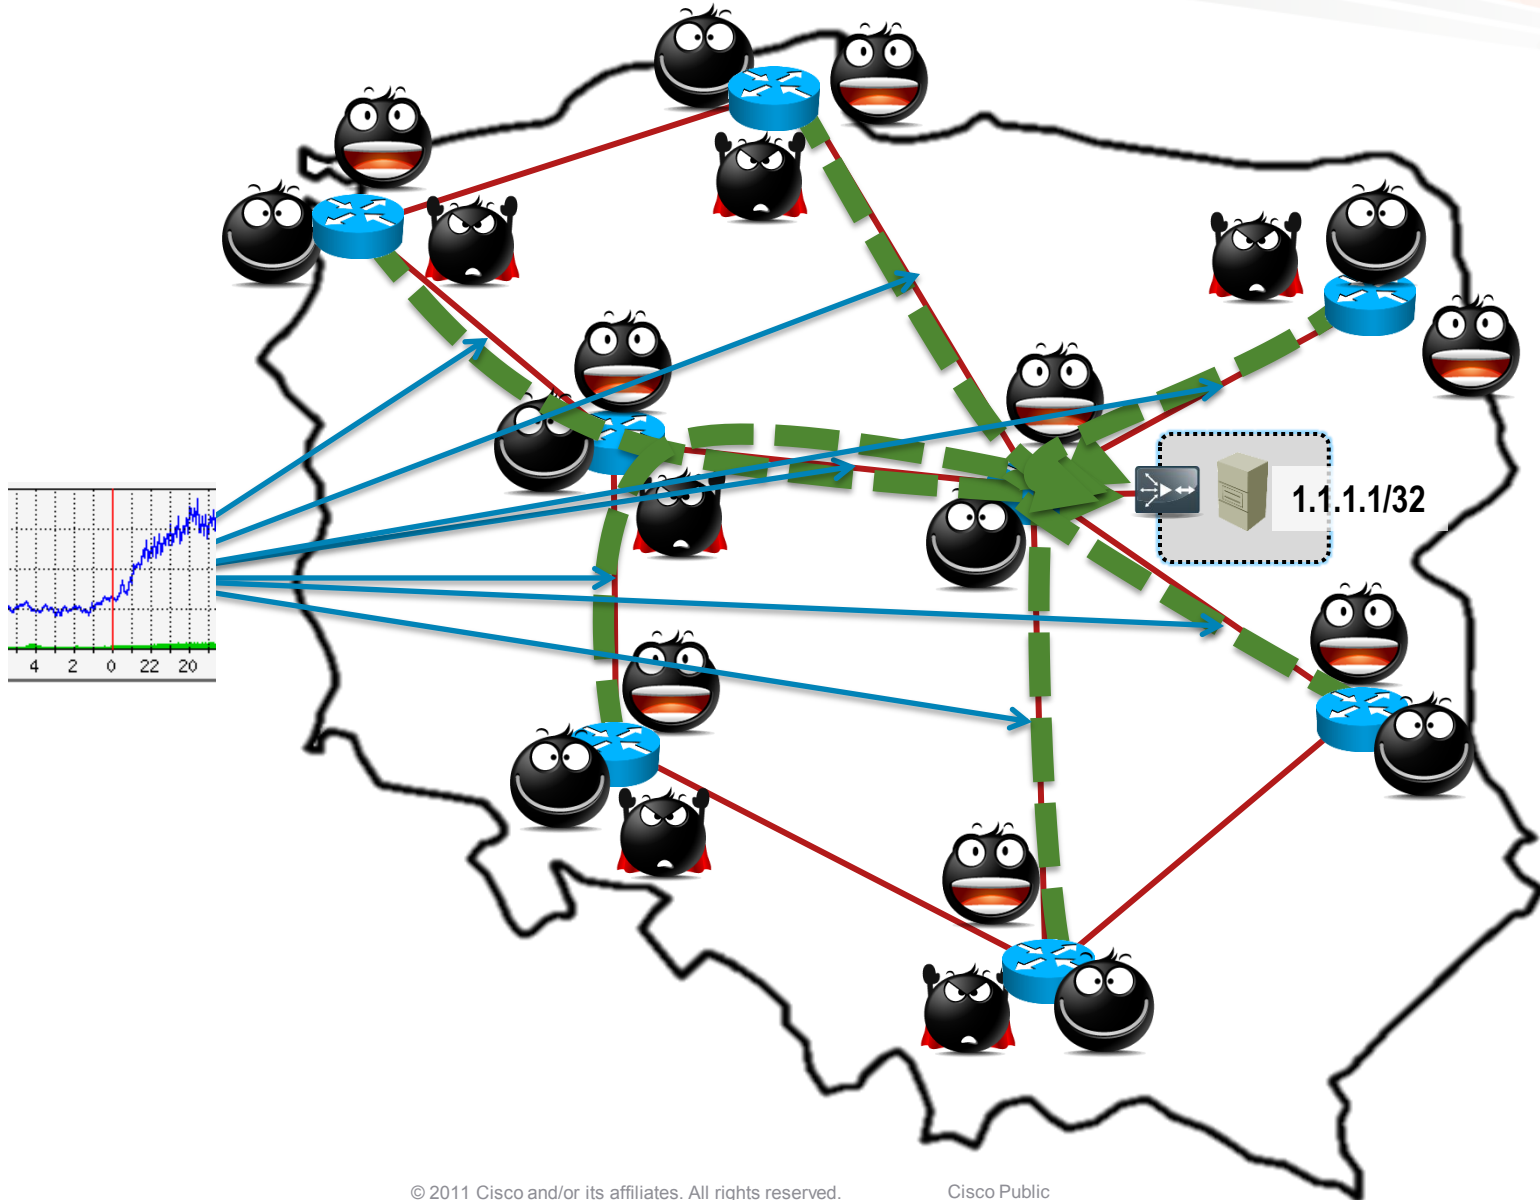 1.1.1.1/32
4 2 0 22 20
© 2011 Cisco and/or its affiliates. All rights reserved. Cisco Public